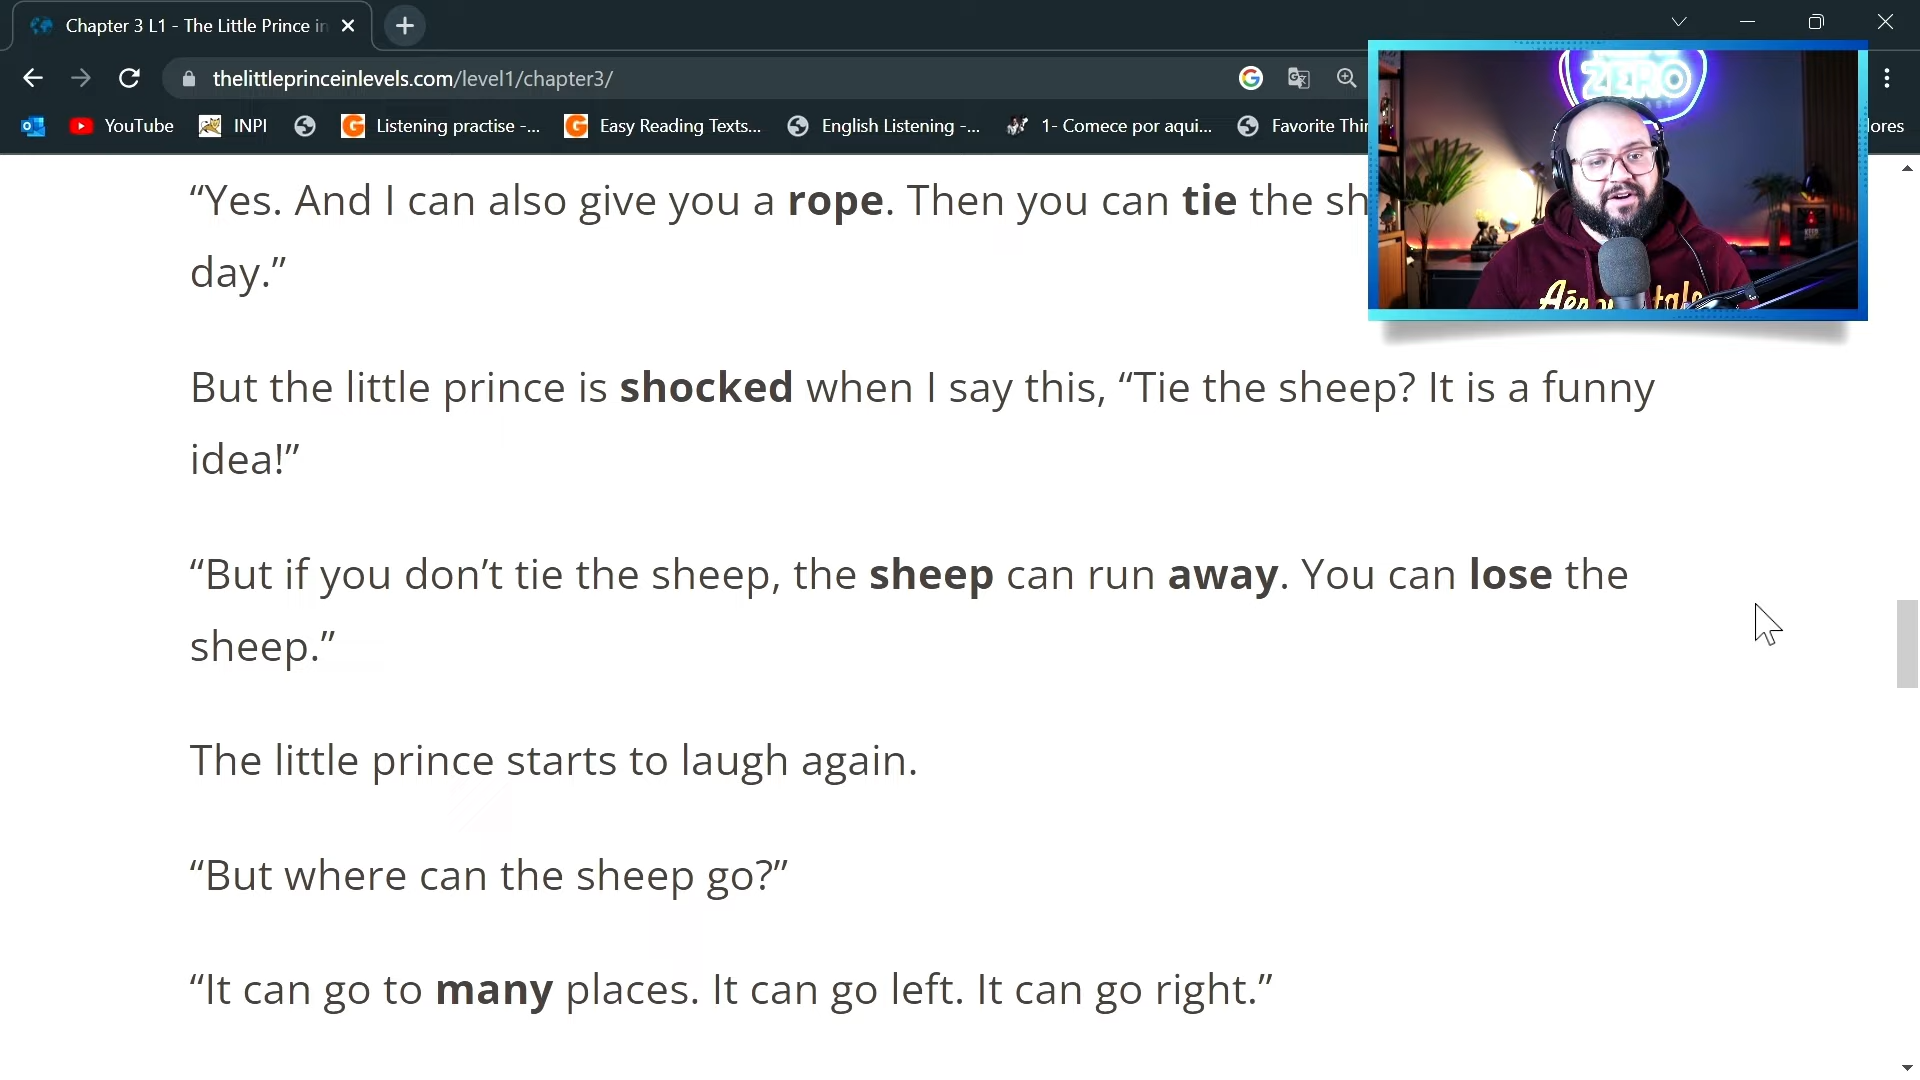 Chapter 3 L1 - The Little Prince in
thelittleprinceinlevels.com/level1/chapter3/
YouTube INPI Listening practise -... Easy Reading Texts... English Listening -... 1- Comece por aqui... Favorite Thin lores
ZERO
“Yes. And I can also give you a rope. Then you can tie the sh
day.”
But the little prince is shocked when I say this, “Tie the sheep? It is a funny
idea!”
“But if you don’t tie the sheep, the sheep can run away. You can lose the
sheep.”
The little prince starts to laugh again.
“But where can the sheep go?”
“It can go to many places. It can go left. It can go right.”